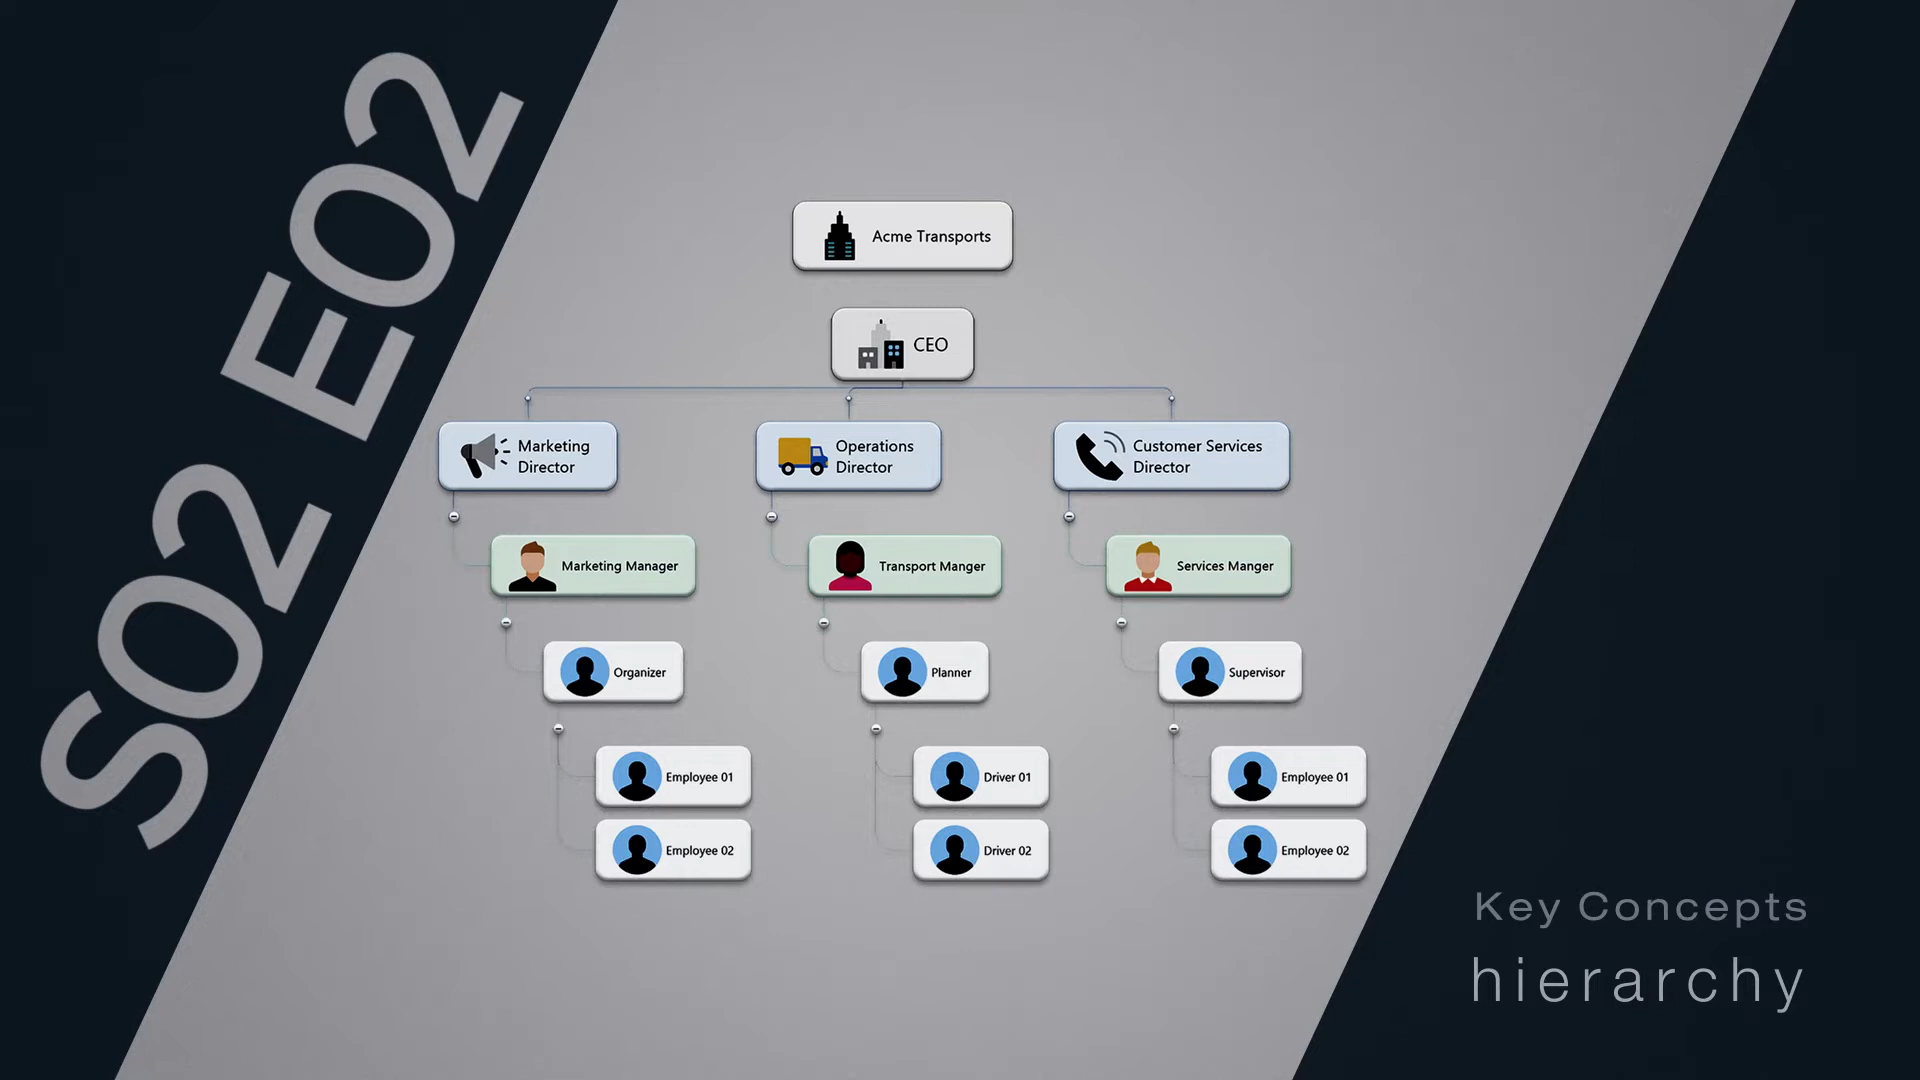 S02 E02
Acme Transports
CEO
Marketing
Director
Operations
Director
Customer Services
Director
Marketing Manager
Transport Manger
Services Manger
Organizer
Planner
Supervisor
Employee 01
Driver 01
Employee 01
Employee 02
Driver 02
Employee 02
Key Concepts
hierarchy